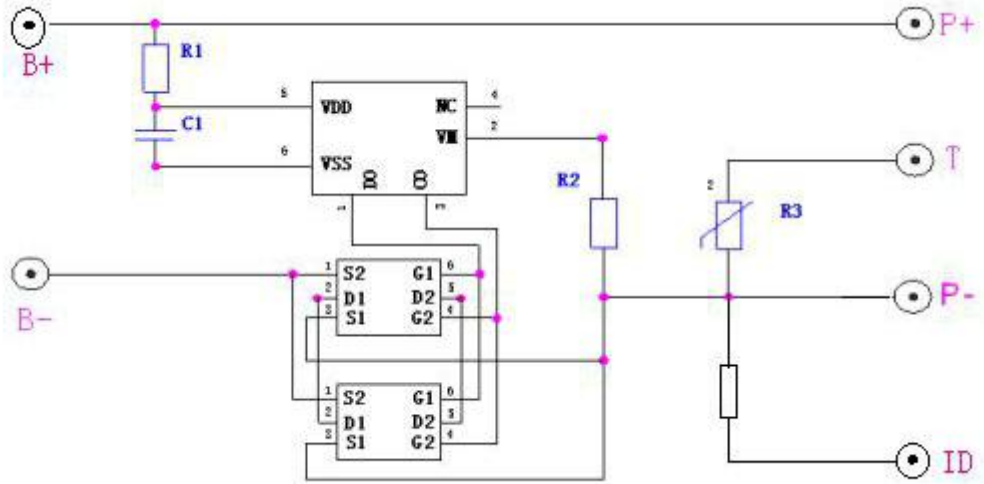 B+
P+
R1
C1
5
VDD
NC
4
VM
2
6
VSS
DO
CO
1
3
R2
T
2
R3
B-
1
S2
G1
6
2
D1
D2
5
3
S1
G2
4
P-
1
S2
G1
6
2
D1
D2
5
3
S1
G2
4
ID